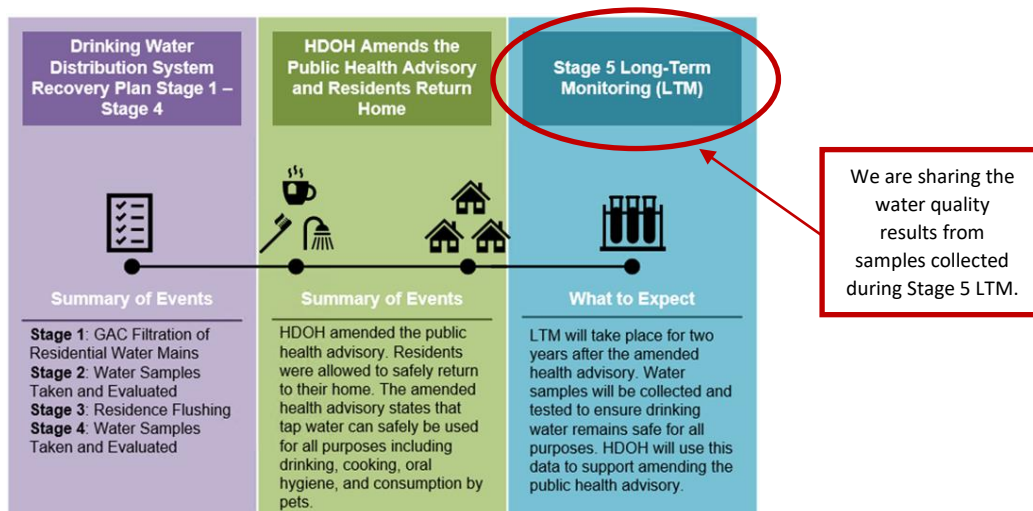 Drinking Water
Distribution System
Recovery Plan Stage 1 –
Stage 4
Summary of Events
Stage 1: GAC Filtration of
Residential Water Mains
Stage 2: Water Samples
Taken and Evaluated
Stage 3: Residence Flushing
Stage 4: Water Samples
Taken and Evaluated
HDOH Amends the
Public Health Advisory
and Residents Return
Home
Summary of Events
HDOH amended the public
health advisory. Residents
were allowed to safely return
to their home. The amended
health advisory states that
tap water can safely be used
for all purposes including
drinking, cooking, oral
hygiene, and consumption by
pets.
Stage 5 Long-Term
Monitoring (LTM)
What to Expect
LTM will take place for two
years after the amended
health advisory. Water
samples will be collected and
tested to ensure drinking
water remains safe for all
purposes. HDOH will use this
data to support amending the
public health advisory.
We are sharing the
water quality
results from
samples collected
during Stage 5 LTM.